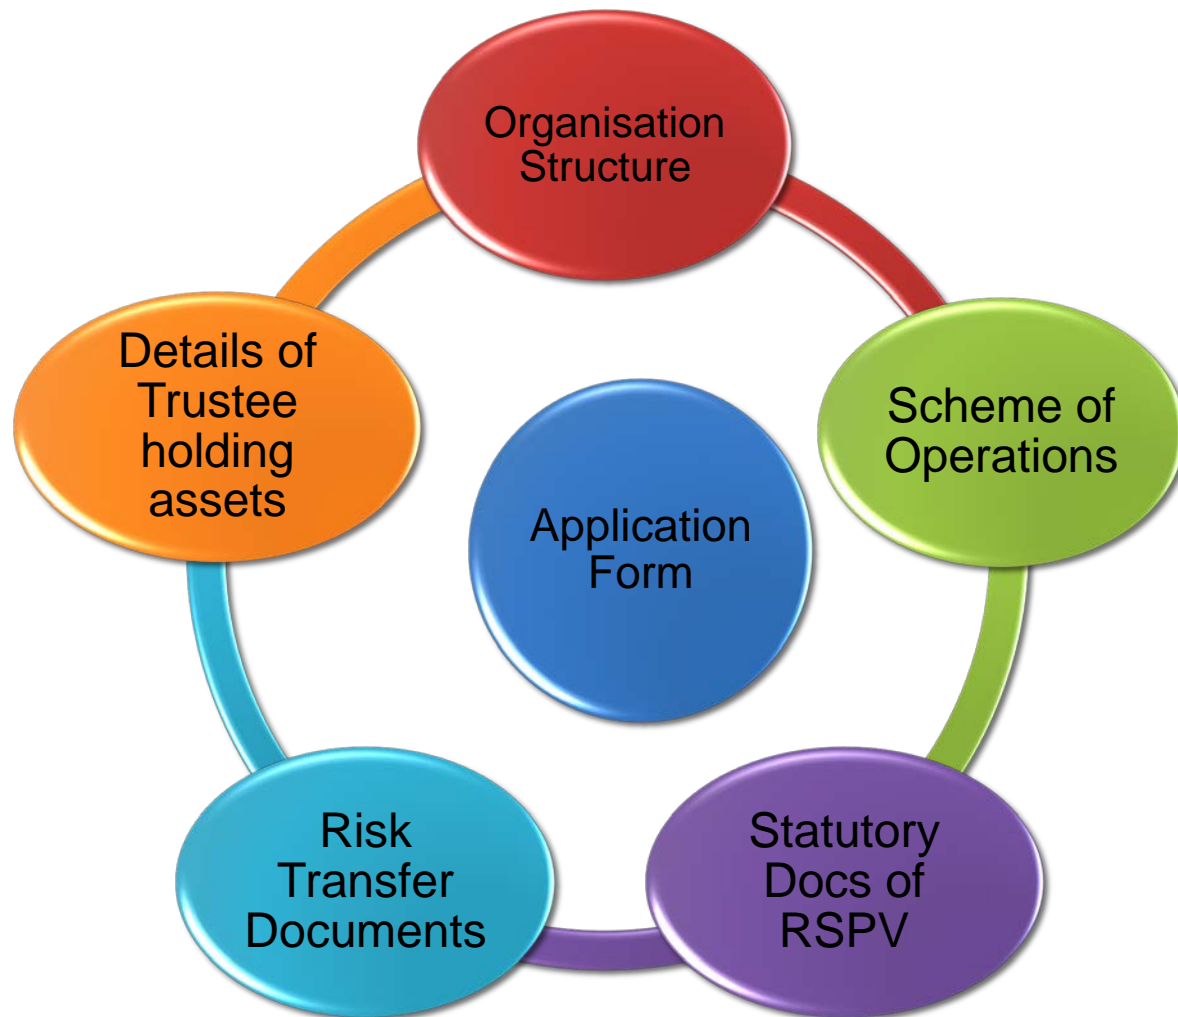 Organisation
Structure
Details of
Trustee
holding
assets
Scheme of
Operations
Application
Form
Risk
Transfer
Documents
Statutory
Docs of
RSPV